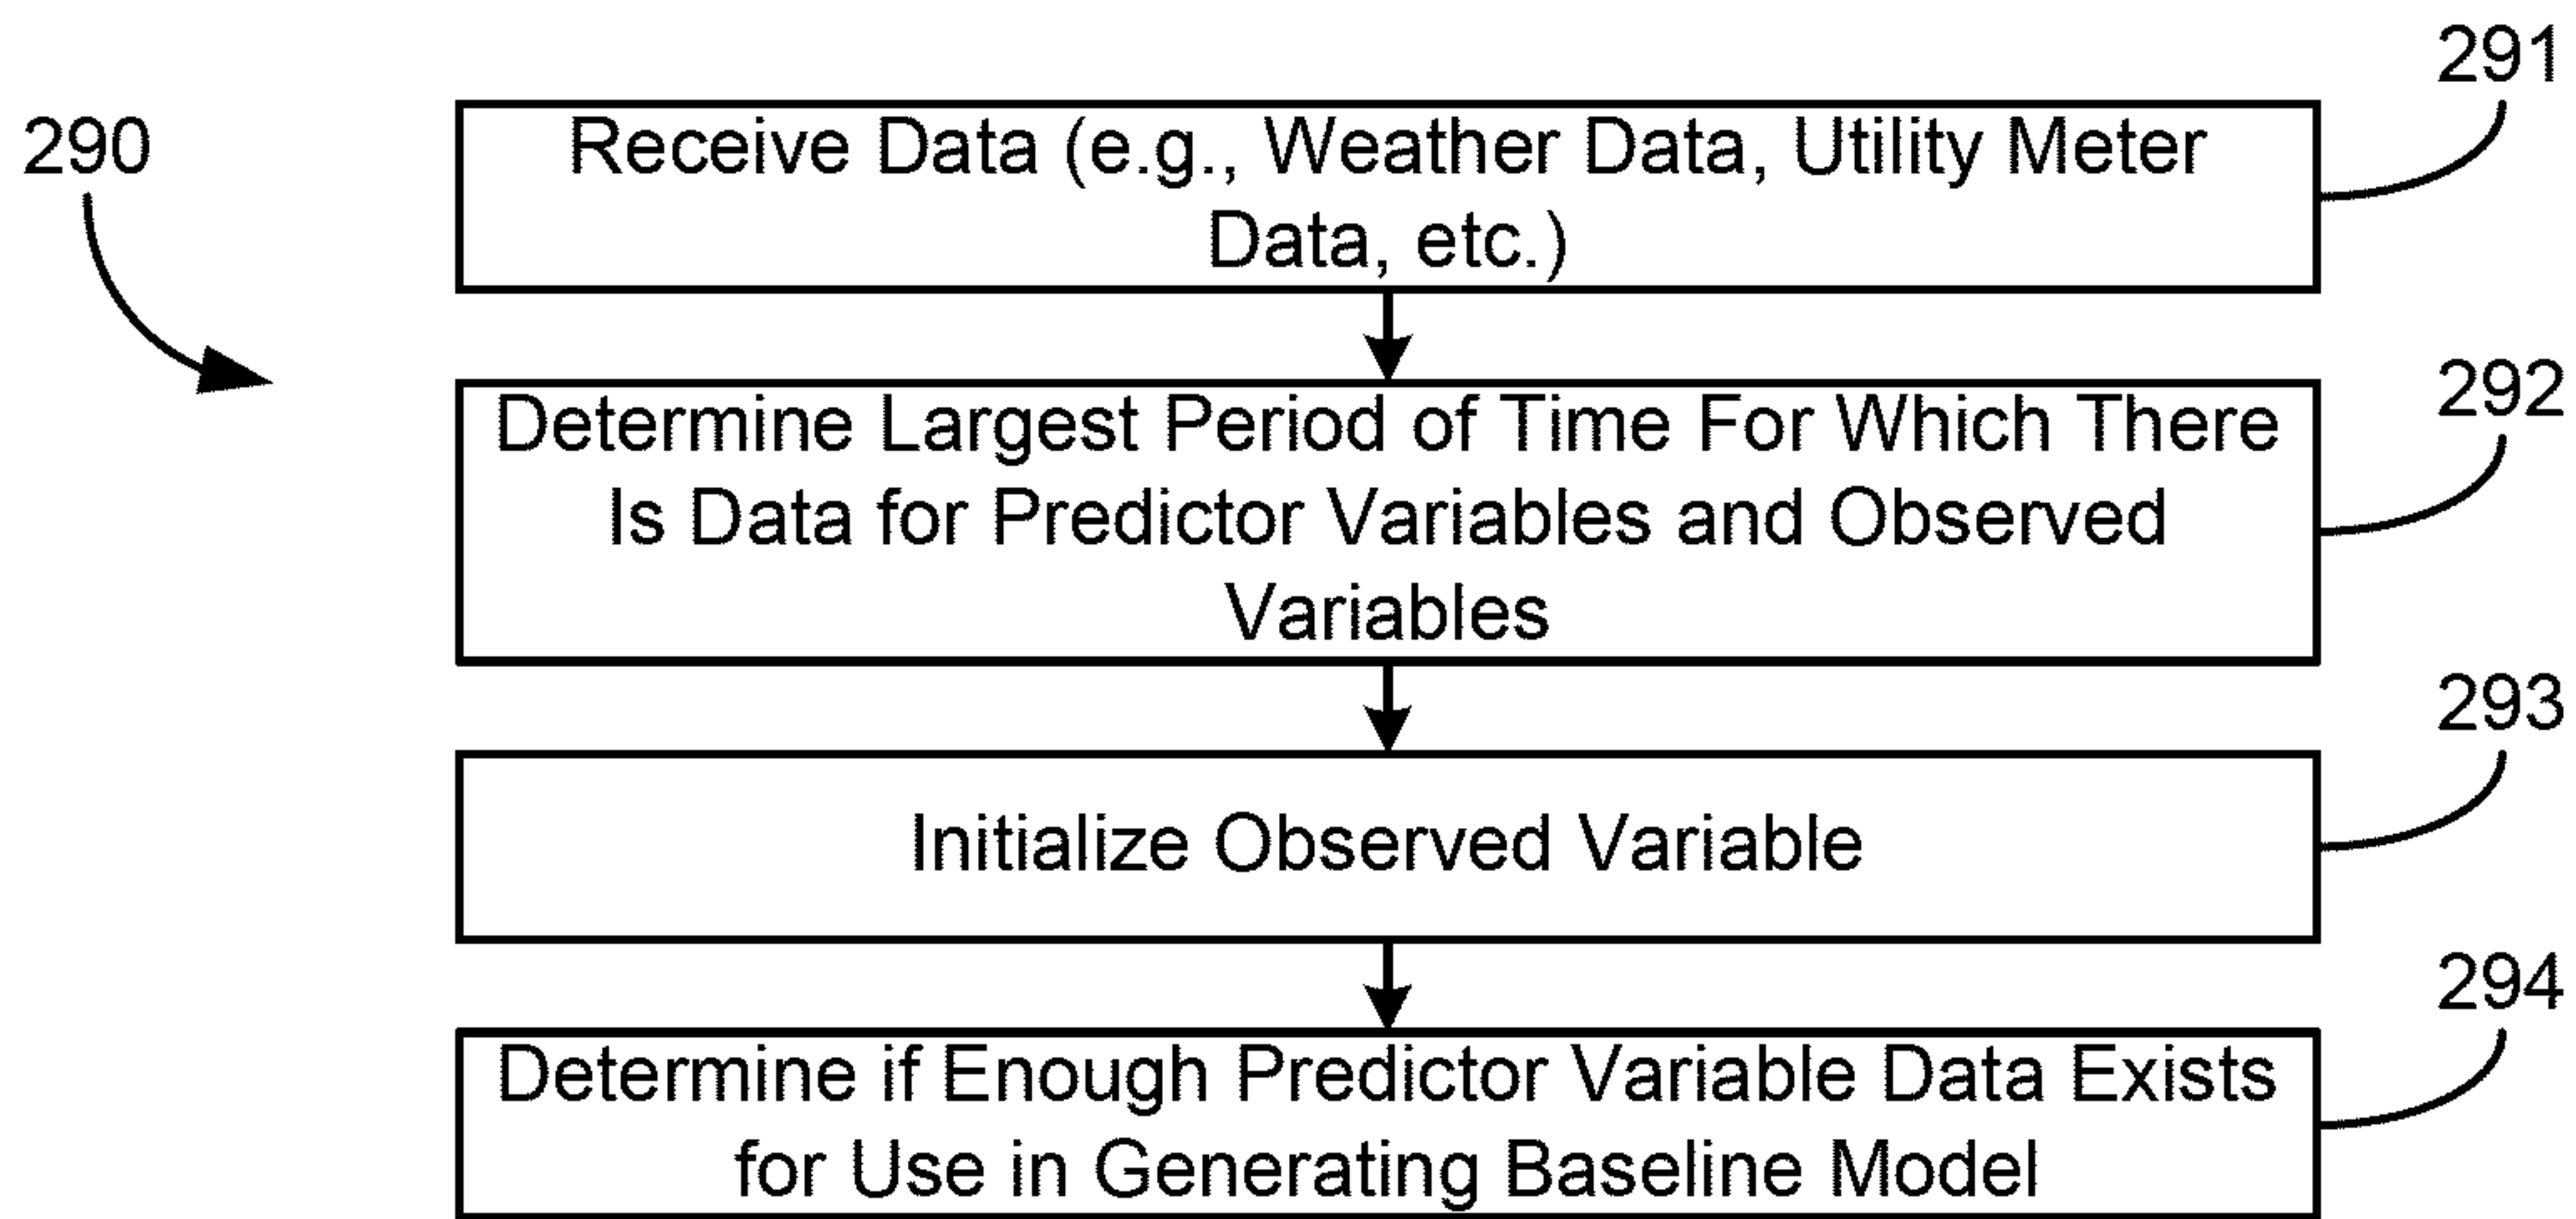 290
291
Receive Data (e.g., Weather Data, Utility Meter
Data, etc.)
292
Determine Largest Period of Time For Which There
Is Data for Predictor Variables and Observed
Variables
293
Initialize Observed Variable
294
Determine if Enough Predictor Variable Data Exists
for Use in Generating Baseline Model